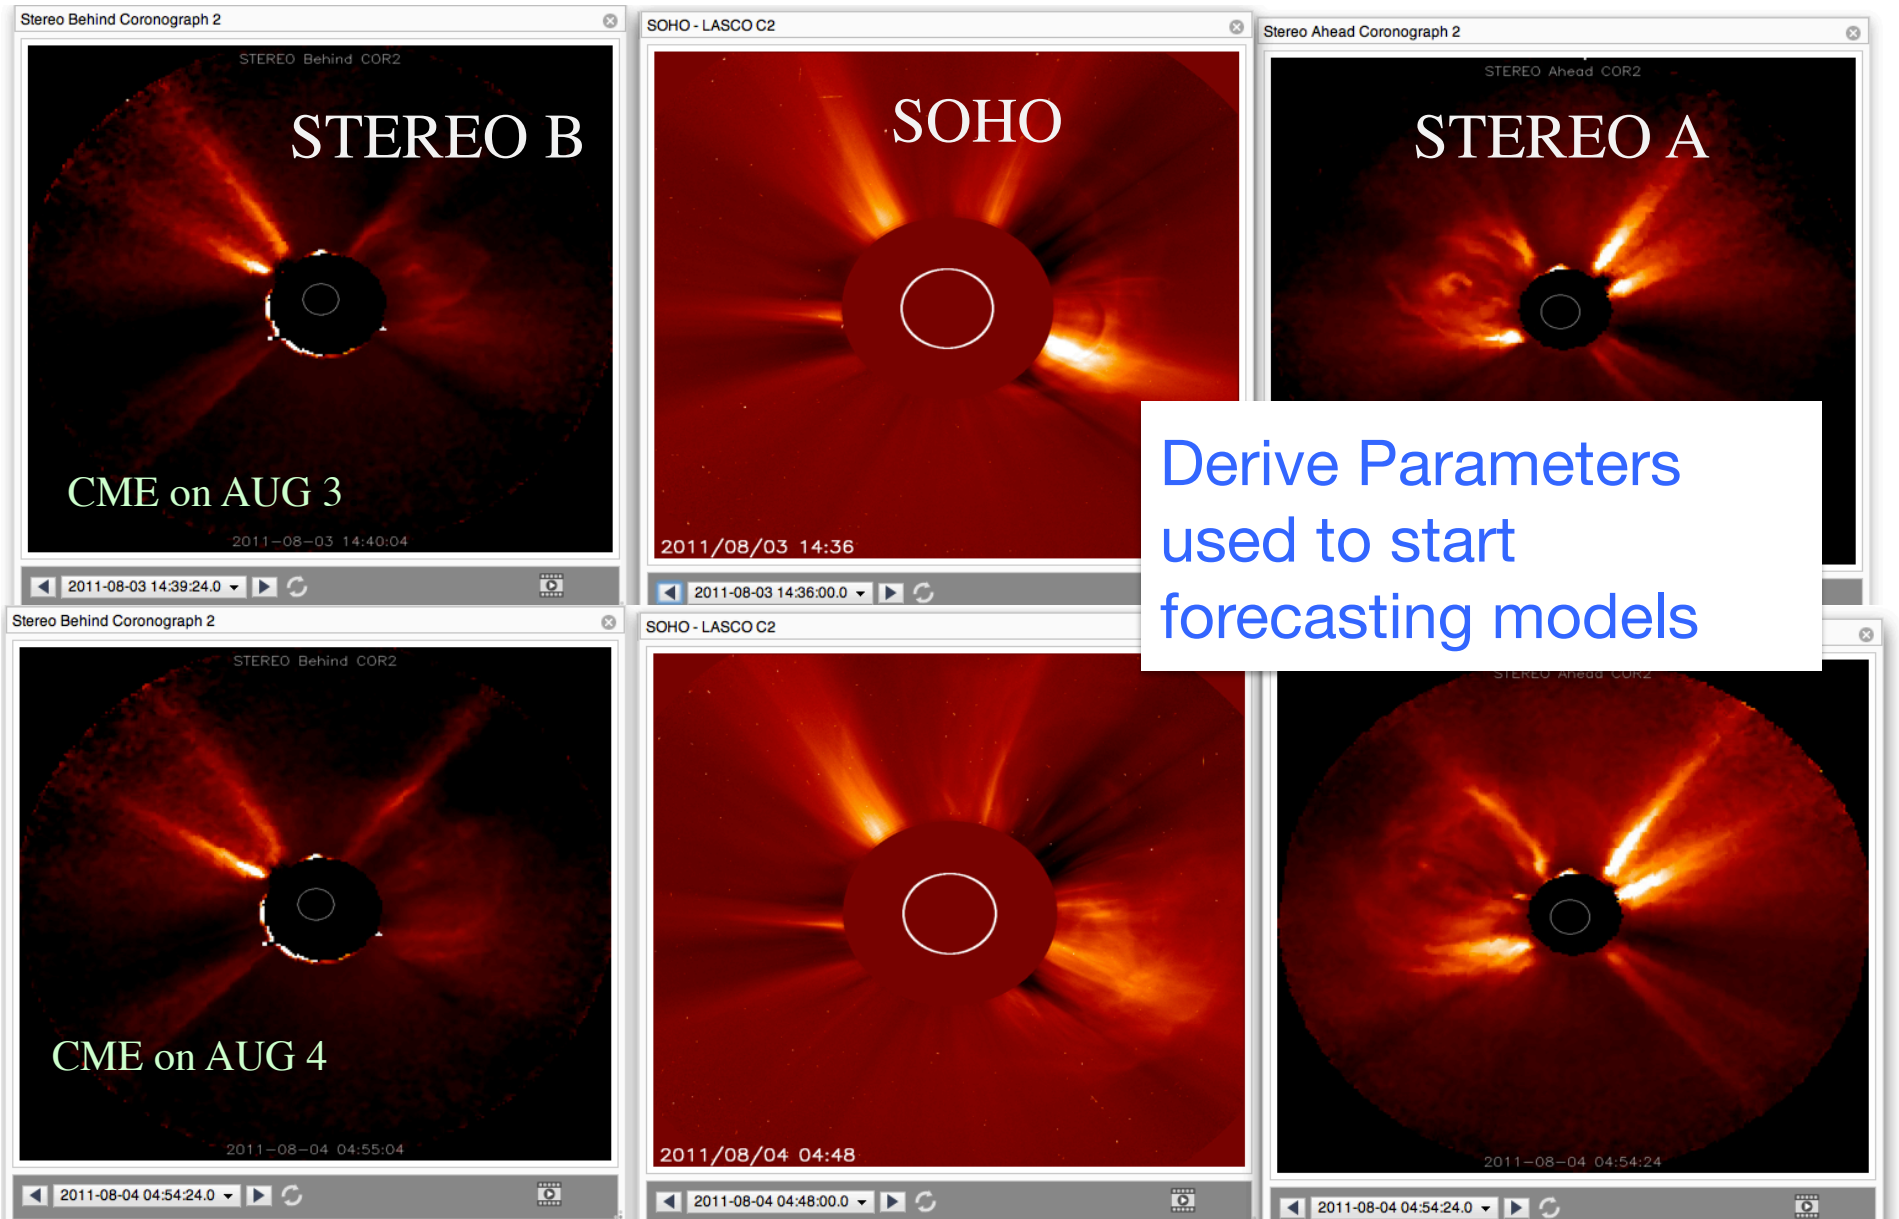 Stereo Behind Coronograph 2
STEREO Behind COR2
STEREO B
CME on AUG 3
2011-08-03 14:40:04
2011-08-03 14:39:24.0
SOHO - LASCO C2
SOHO
2011/08/03 14:36
2011-08-03 14:36:00.0
Stereo Ahead Coronograph 2
STEREO Ahead COR2
STEREO A
Derive Parameters
used to start
forecasting models
Stereo Behind Coronograph 2
STEREO Behind COR2
CME on AUG 4
2011-08-04 04:55:04
2011-08-04 04:54:24.0
SOHO - LASCO C2
2011/08/04 04:48
2011-08-04 04:48:00.0
STEREO Ahead COR2
2011-08-04 04:54:24
2011-08-04 04:54:24.0